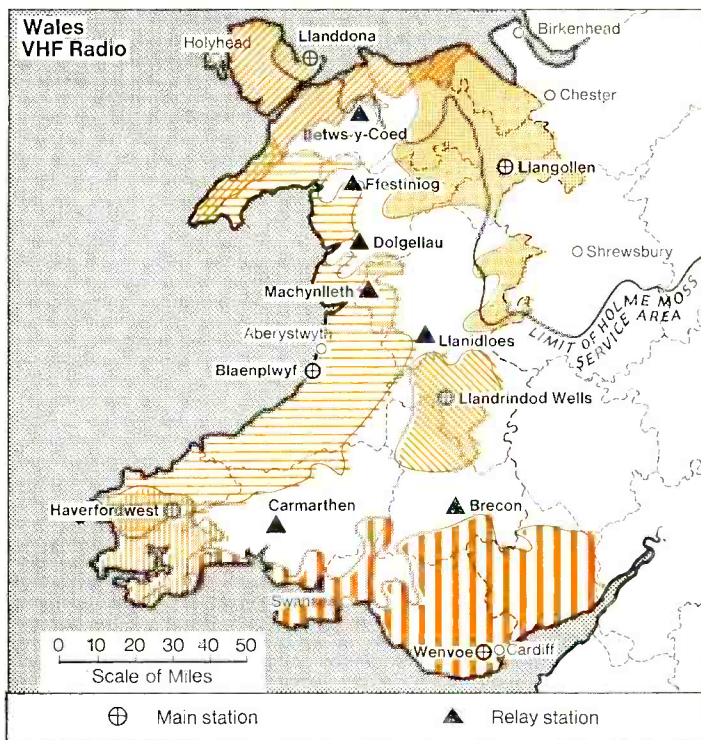 Wales
VHF Radio
Holyhead
Llanddona
Birkenhead
Chester
Betws-y-Coed
Llangollen
Ffestiniog
Dolgellau
Shrewsbury
Machynlleth
LIMIT OF HOLME MOSS
SERVICE AREA
Aberystwyth
Llanidloes
Blaenplwyf
Llandrindod Wells
Haverfordwest
Carmarthen
Brecon
Swansea
Wenvoe
Cardiff
0 10 20 30 40 50
Scale of Miles
Main station
Relay station